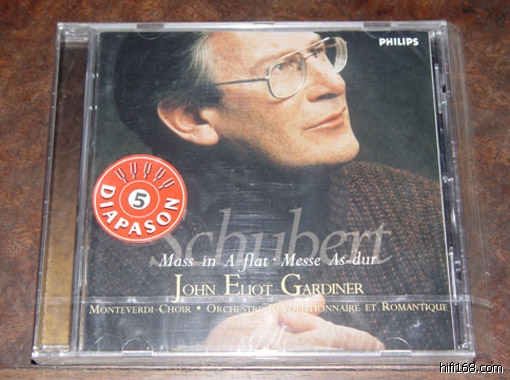 PHILIPS
5
DIAPASON
Schubert
Mass in A flat · Messe As-dur
JOHN ELIOT GARDINER
MONTEVERDI CHOIR • ORCHESTRE RÉVOLUTIONNAIRE ET ROMANTIQUE
hifi168.com